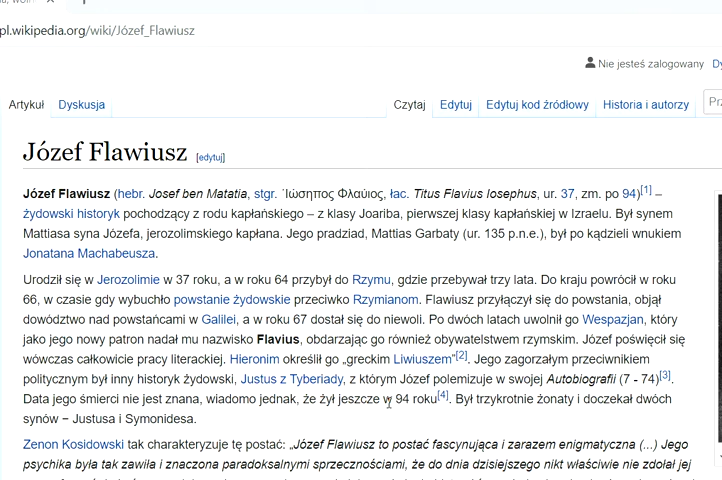 pl.wikipedia.org/wiki/Józef_Flawiusz
Nie jesteś zalogowany
Artykuł Dyskusja Czytaj Edytuj Edytuj kod źródłowy Historia i autorzy
Józef Flawiusz [edytuj]
Józef Flawiusz (hebr. Josef ben Matatia, stgr. Ἰώσηπος Φλαύιος, łac. Titus Flavius Iosephus, ur. 37, zm. po 94)[1] –
żydowski historyk pochodzący z rodu kapłańskiego – z klasy Joariba, pierwszej klasy kapłańskiej w Izraelu. Był synem
Mattiasa syna Józefa, jerozolimskiego kapłana. Jego pradziad, Mattias Garbaty (ur. 135 p.n.e.), był po kądzieli wnukiem
Jonatana Machabeusza.
Urodził się w Jerozolimie w 37 roku, a w roku 64 przybył do Rzymu, gdzie przebywał trzy lata. Do kraju powrócił w roku
66, w czasie gdy wybuchło powstanie żydowskie przeciwko Rzymianom. Flawiusz przyłączył się do powstania, objął
dowództwo nad powstańcami w Galilei, a w roku 67 dostał się do niewoli. Po dwóch latach uwolnił go Wespazjan, który
jako jego nowy patron nadał mu nazwisko Flavius, obdarzając go również obywatelstwem rzymskim. Józef poświęcił się
wówczas całkowicie pracy literackiej. Hieronim określił go „greckim Liwiuszem”[2]. Jego zagorzałym przeciwnikiem
politycznym był inny historyk żydowski, Justus z Tyberiady, z którym Józef polemizuje w swojej Autobiografii (7 - 74)[3].
Data jego śmierci nie jest znana, wiadomo jednak, że żył jeszcze w 94 roku[4]. Był trzykrotnie żonaty i doczekał dwóch
synów − Justusa i Symonidesa.
Zenon Kosidowski tak charakteryzuje tę postać: „Józef Flawiusz to postać fascynująca i zarazem enigmatyczna (...) Jego
psychika była tak zawiła i znaczona paradoksalnymi sprzecznościami, że do dnia dzisiejszego nikt właściwie nie zdołał jej